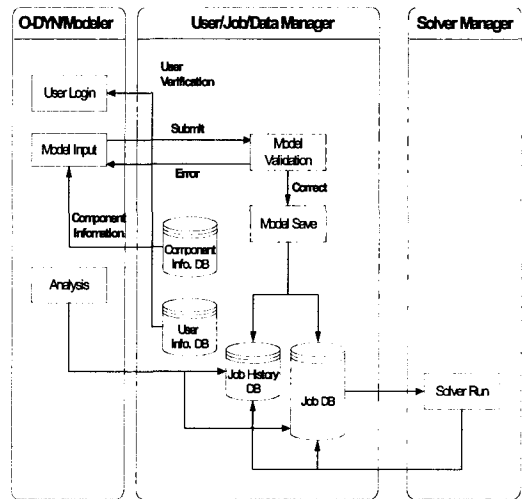 O-DYN/Modeler
User/Job/Data Manager
Solver Manager
User
Verification
User Login
Submit
Model Input
Model
Validation
Error
Correct
Component
Information
Model Save
Component
Info. DB
Analysis
User
Info. DB
Job History
DB
Job DB
Solver Run